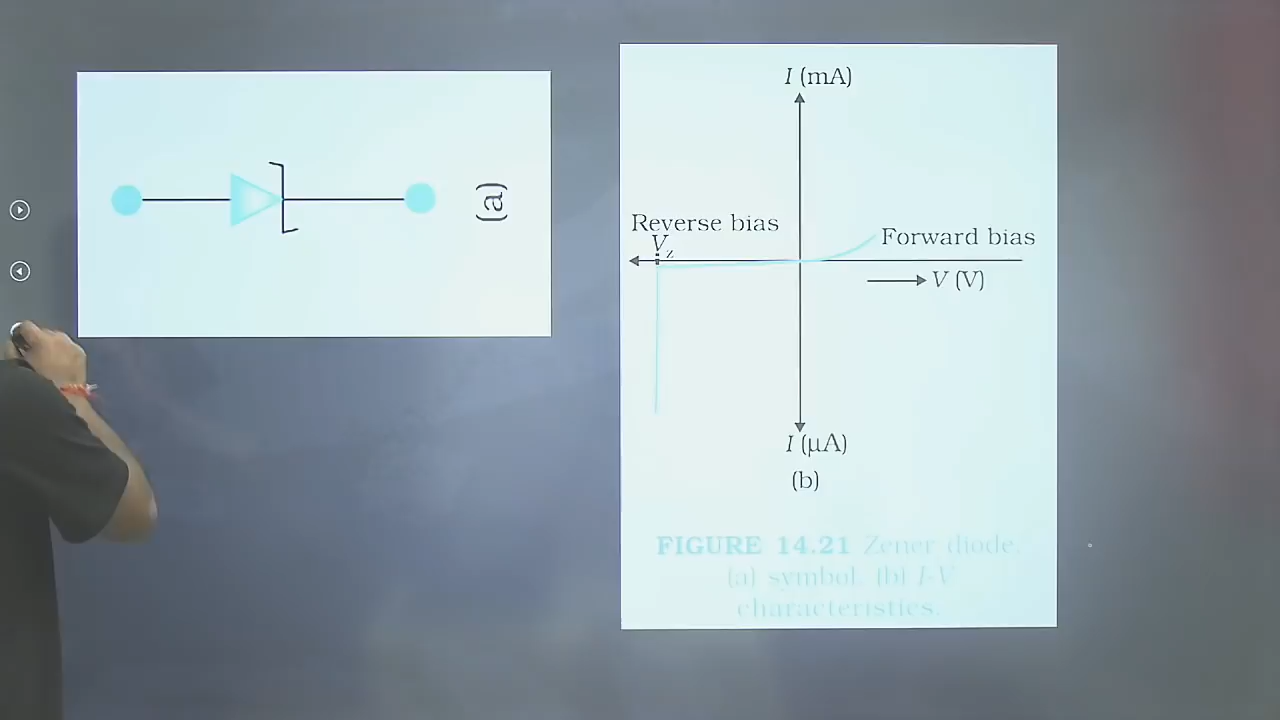 (a)
I (mA)
Reverse bias
Vz
Forward bias
V (V)
I (µA)
(b)
FIGURE 14.21 Zener diode,
(a) symbol, (b) I-V
characteristics.